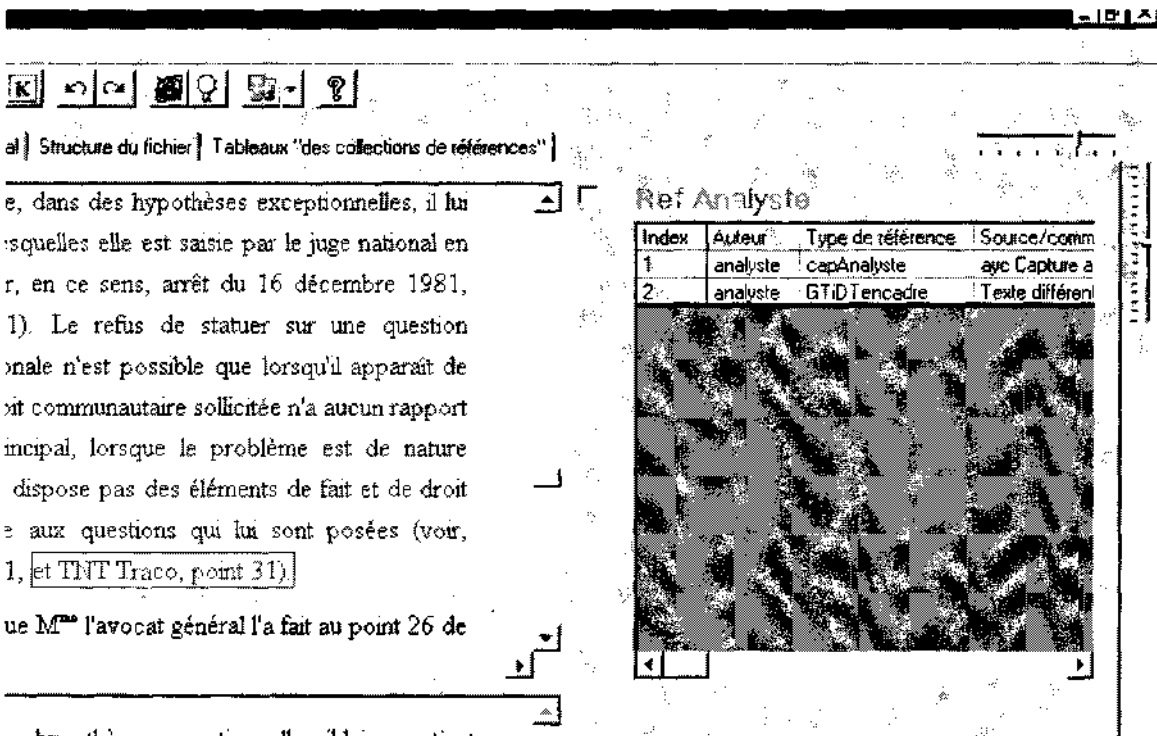 K
al Structure du fichier Tableaux "des collections de références"
e, dans des hypothèses exceptionnelles, il lui
squelles elle est saisie par le juge national en
r, en ce sens, arrêt du 16 décembre 1981,
1). Le refus de statuer sur une question
onale n'est possible que lorsqu'il apparaît de
oit communautaire sollicitée n'a aucun rapport
incipal, lorsque le problème est de nature
dispose pas des éléments de fait et de droit
e aux questions qui lui sont posées (voir,
1, et TNT Traco, point 31).
ue Mme l'avocat général l'a fait au point 26 de
Ref Analyste
Index Auteur Type de référence Source/comm
1 analyste capAnalyste ayc Capture a
2 analyste GTiDTencadre Texte différent